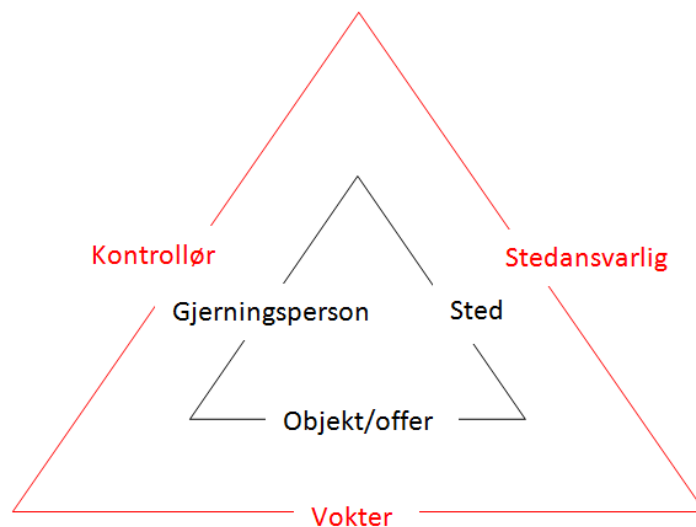 Kontrollør
Stedansvarlig
Gjerningsperson
Sted
Objekt/offer
Vokter